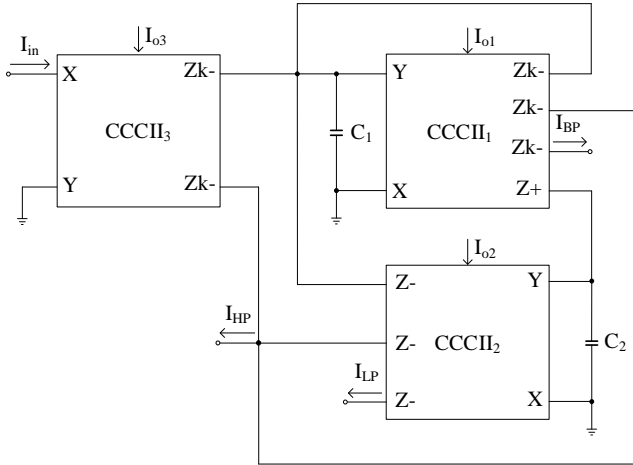 I_in
I_o3
X
Zk-
CCCII_3
Y
Zk-
C_1
I_o1
Y
Zk-
Zk-
CCCII_1
I_BP
Zk-
X
Z+
I_o2
Z-
Y
I_HP
Z-
CCCII_2
C_2
I_LP
Z-
X